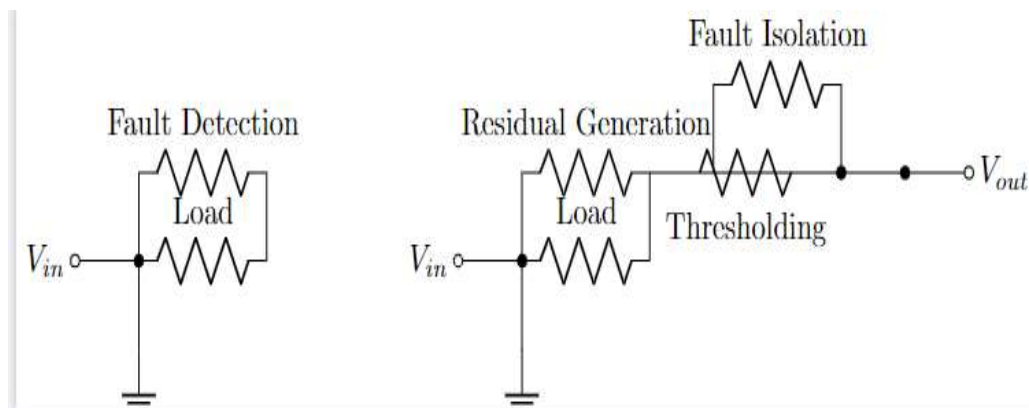 Fault Detection
Load
V_in
Fault Isolation
Residual Generation
Load
Thresholding
V_in
V_out